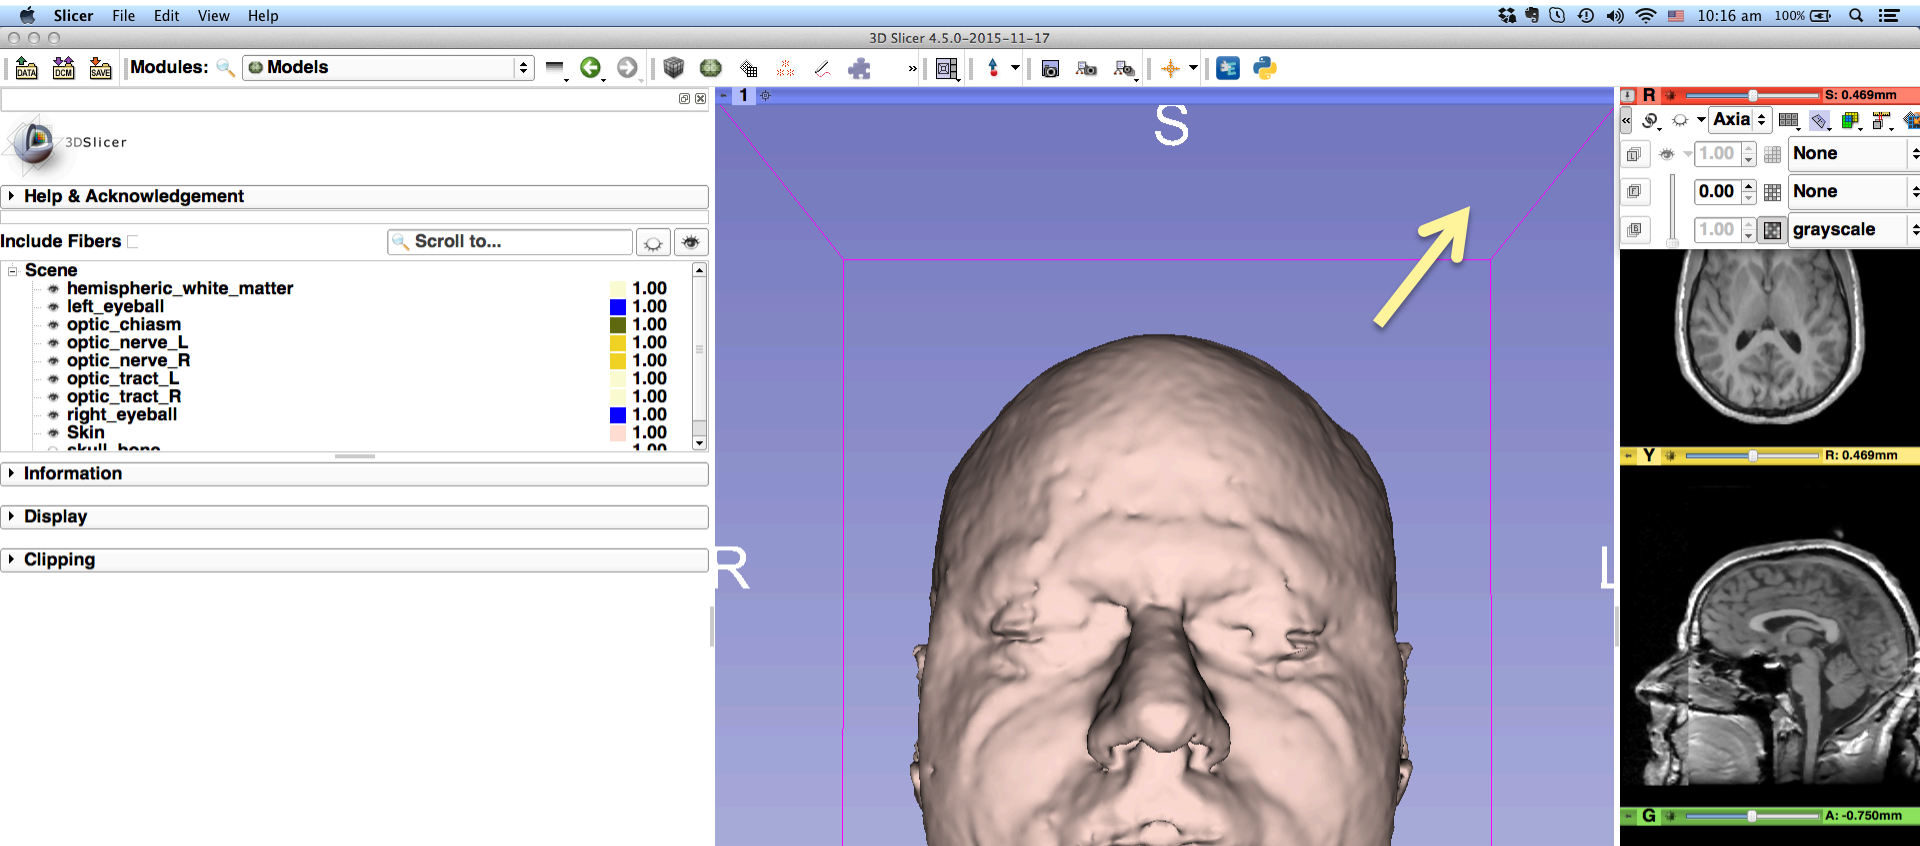 Slicer File Edit View Help 10:16 am 100%
3D Slicer 4.5.0-2015-11-17
DATA DCM SAVE Modules: Models
1
S
R
L
3DSlicer
Help & Acknowledgement
Include Fibers Scroll to...
Scene
hemispheric_white_matter 1.00
left_eyeball 1.00
optic_chiasm 1.00
optic_nerve_L 1.00
optic_nerve_R 1.00
optic_tract_L 1.00
optic_tract_R 1.00
right_eyeball 1.00
Skin 1.00
skull_bone 1.00
Information
Display
Clipping
R S: 0.469mm
Axia
1.00 None
0.00 None
1.00 grayscale
Y R: 0.469mm
G A: -0.750mm